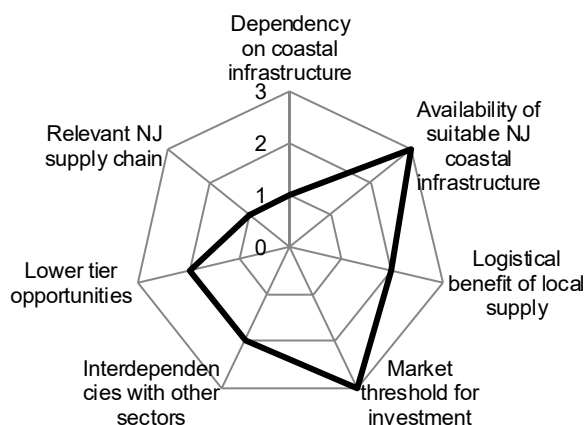 Dependency
on coastal
infrastructure
3
2
1
0
Availability of
suitable NJ
coastal
infrastructure
Logistical
benefit of local
supply
Market
threshold for
investment
Interdependen
cies with other
sectors
Lower tier
opportunities
Relevant NJ
supply chain